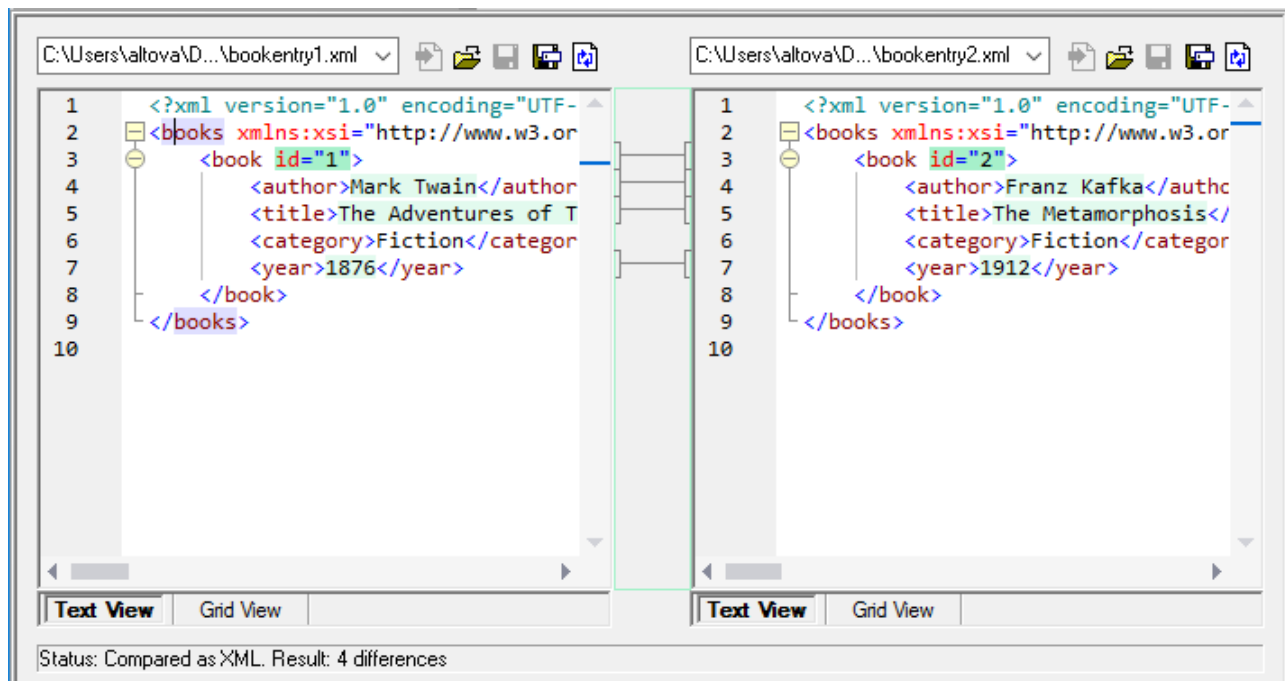 C:\Users\altova\D...\bookentry1.xml
1 <?xml version="1.0" encoding="UTF-
2 <books xmlns:xsi="http://www.w3.or
3 <book id="1">
4 <author>Mark Twain</author
5 <title>The Adventures of T
6 <category>Fiction</categor
7 <year>1876</year>
8 </book>
9 </books>
10
Text View Grid View
C:\Users\altova\D...\bookentry2.xml
1 <?xml version="1.0" encoding="UTF-
2 <books xmlns:xsi="http://www.w3.or
3 <book id="2">
4 <author>Franz Kafka</autho
5 <title>The Metamorphosis</
6 <category>Fiction</categor
7 <year>1912</year>
8 </book>
9 </books>
10
Text View Grid View
Status: Compared as XML. Result: 4 differences